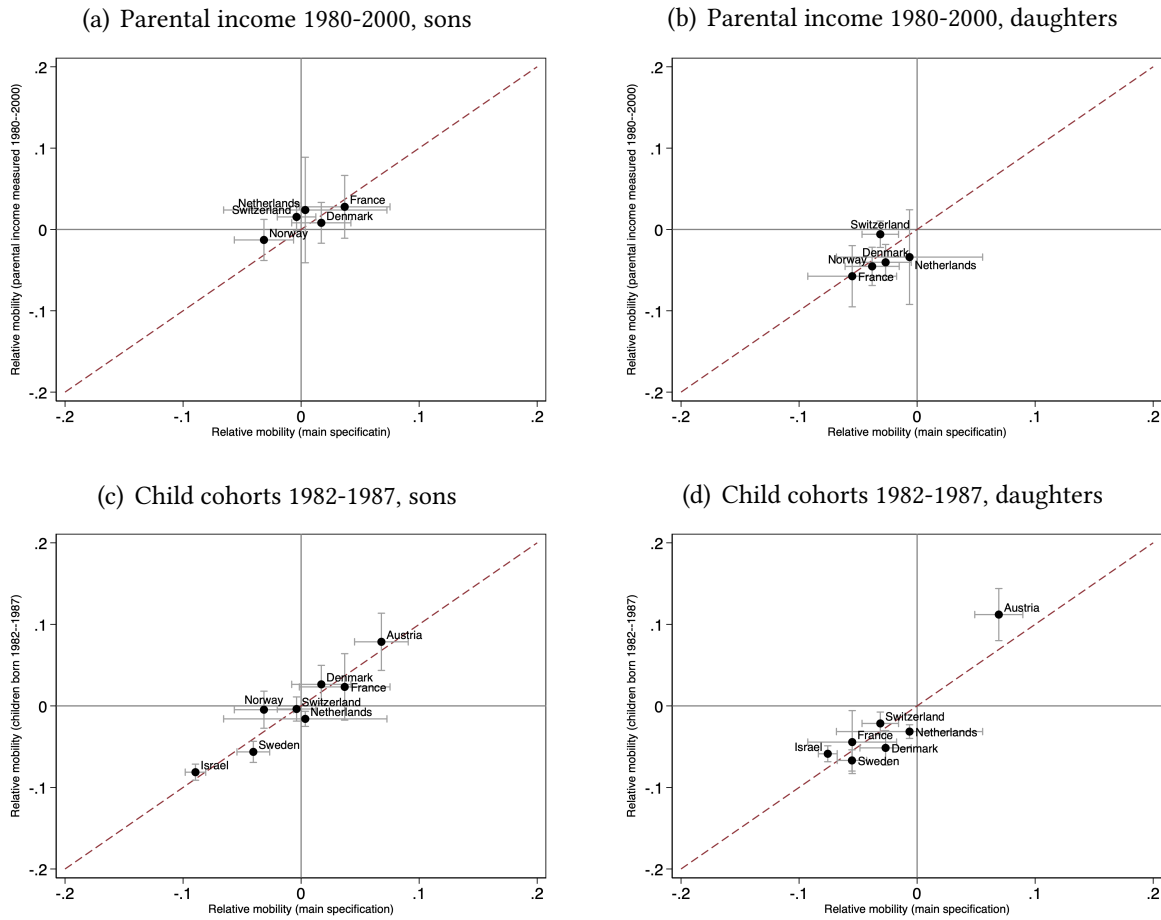 (a) Parental income 1980-2000, sons
(b) Parental income 1980-2000, daughters
Relative mobility (parental income measured 1980--2000)
.2
.1
0
-.1
-.2
Netherlands
France
Switzerland
Denmark
Norway
-.2
-.1
0
.1
.2
Relative mobility (main specificatin)
Relative mobility (parental income measured 1980--2000)
.2
.1
0
-.1
-.2
Switzerland
Denmark
Norway
Netherlands
France
-.2
-.1
0
.1
.2
Relative mobility (main specificatin)
(c) Child cohorts 1982-1987, sons
(d) Child cohorts 1982-1987, daughters
Relative mobility (children born 1982--1987)
.2
.1
0
-.1
-.2
Austria
Denmark
France
Norway
Switzerland
Netherlands
Sweden
Israel
-.2
-.1
0
.1
.2
Relative mobility (main specification)
Relative mobility (children born 1982--1987)
.2
.1
0
-.1
-.2
Austria
Switzerland
France
Netherlands
Israel
Denmark
Sweden
-.2
-.1
0
.1
.2
Relative mobility (main specification)